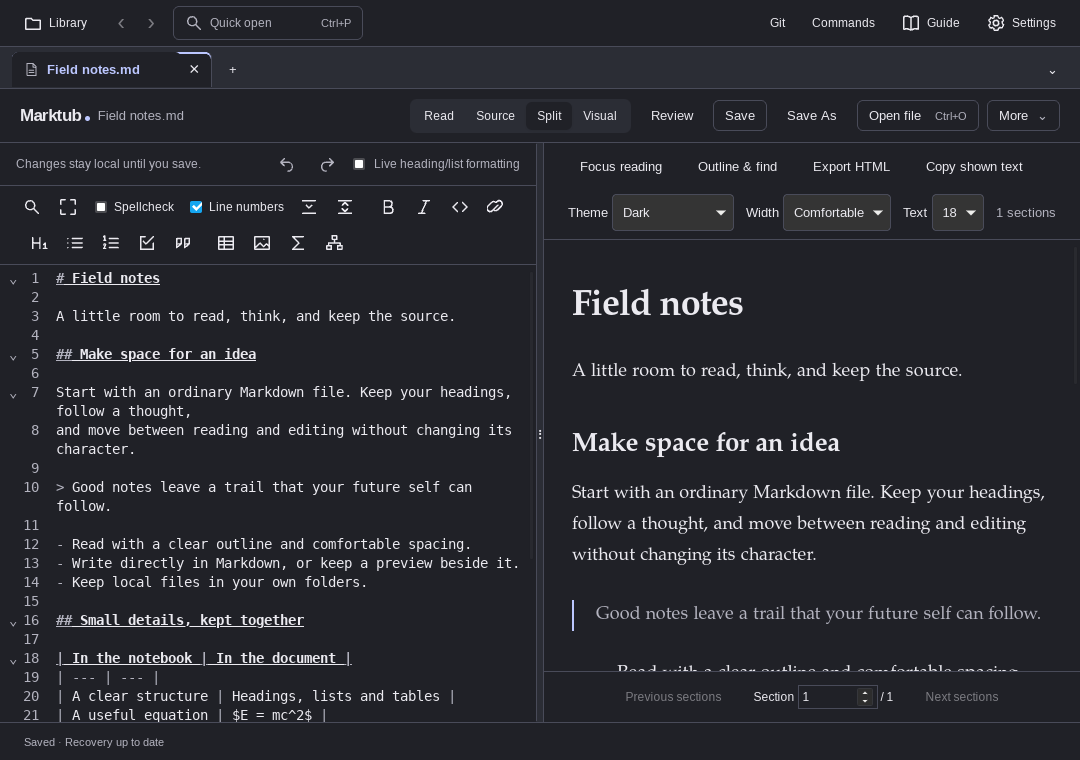 Library
Quick open Ctrl+P
Git Commands Guide Settings
Field notes.md
Marktub Field notes.md
Read Source Split Visual Review Save Save As Open file Ctrl+O More
Changes stay local until you save.
Live heading/list formatting
Spellcheck Line numbers
1 # Field notes
2
3 A little room to read, think, and keep the source.
4
5 ## Make space for an idea
6
7 Start with an ordinary Markdown file. Keep your headings,
follow a thought,
8 and move between reading and editing without changing its
character.
9
10 > Good notes leave a trail that your future self can
follow.
11
12 - Read with a clear outline and comfortable spacing.
13 - Write directly in Markdown, or keep a preview beside it.
14 - Keep local files in your own folders.
15
16 ## Small details, kept together
17
18 | In the notebook | In the document |
19 | --- | --- |
20 | A clear structure | Headings, lists and tables |
21 | A useful equation | $E = mc^2$ |
Focus reading Outline & find Export HTML Copy shown text
Theme Dark Width Comfortable Text 18 1 sections
Field notes
A little room to read, think, and keep the source.
Make space for an idea
Start with an ordinary Markdown file. Keep your headings,
follow a thought, and move between reading and editing
without changing its character.
Good notes leave a trail that your future self can follow.
Read with a clear outline and comfortable spacing.
Previous sections Section 1 / 1 Next sections
Saved · Recovery up to date